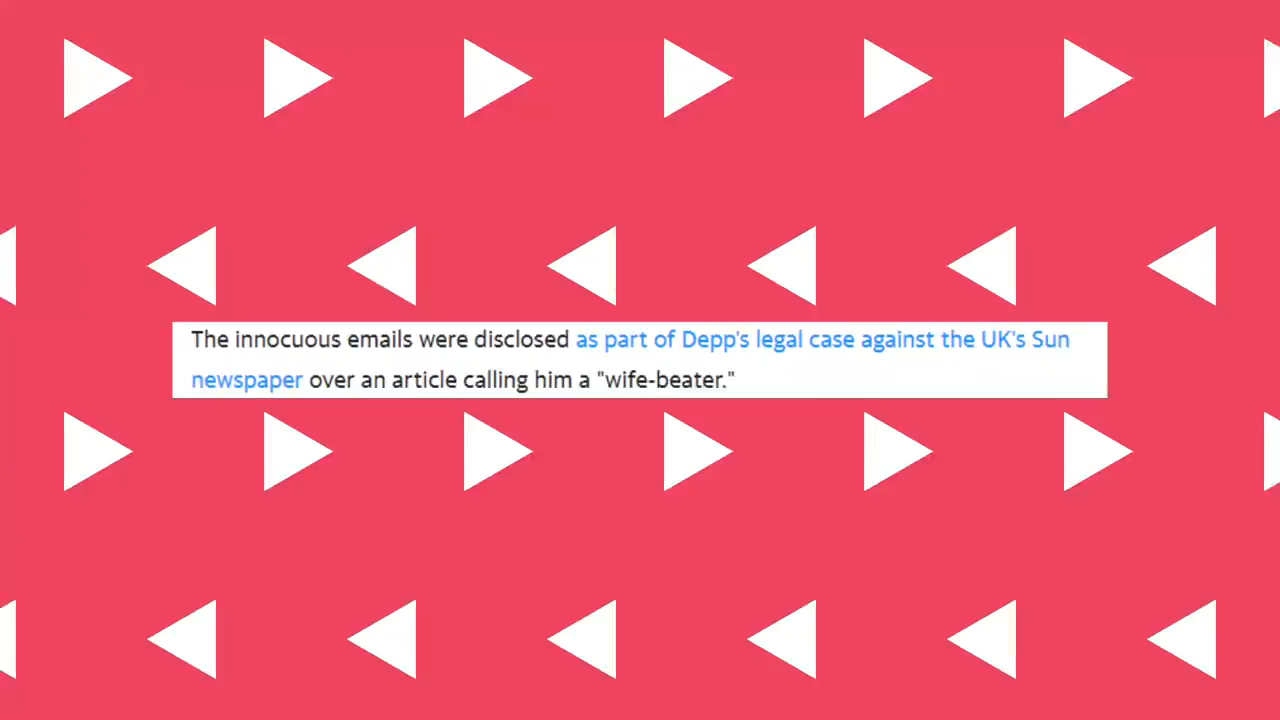 The innocuous emails were disclosed as part of Depp's legal case against the UK's Sun
newspaper over an article calling him a "wife-beater."